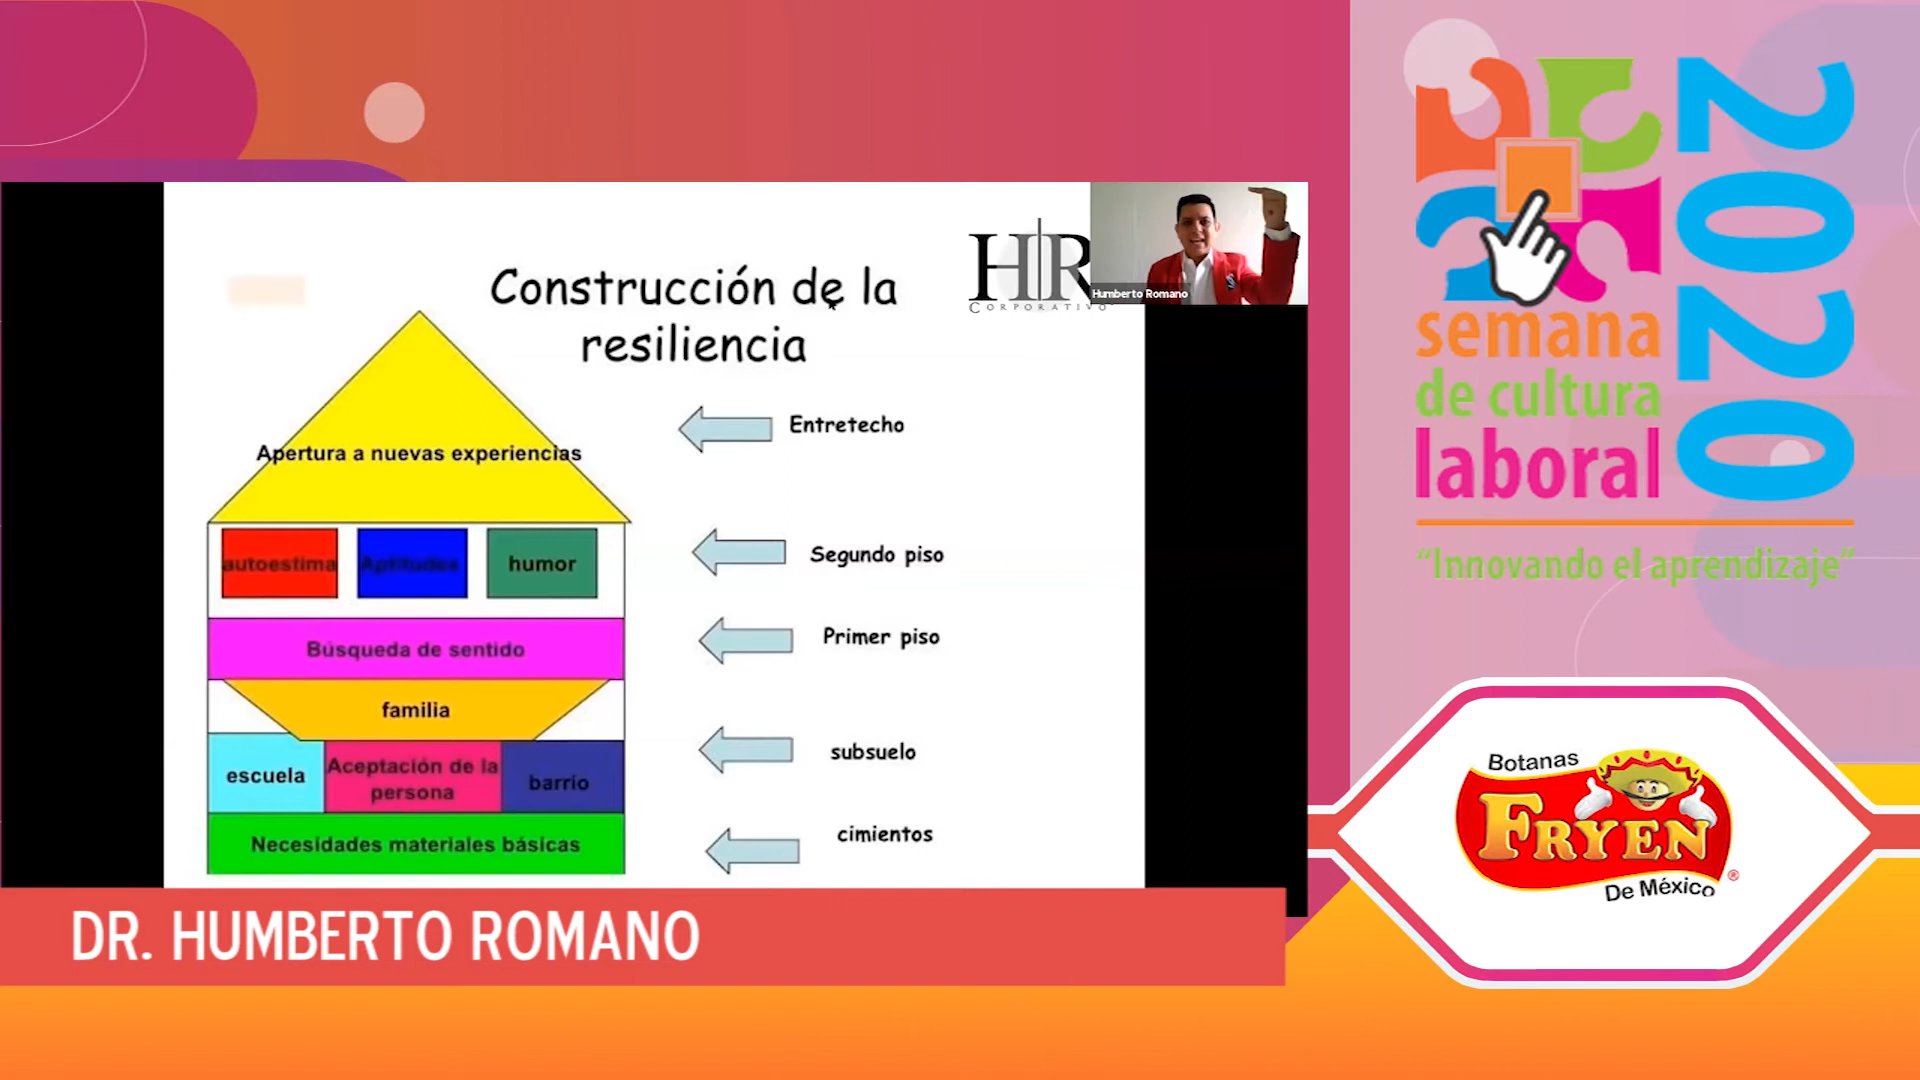 Construcción de la
resiliencia
HR
CORPORATIVO
Humberto Romano
Entretecho
Apertura a nuevas experiencias
Segundo piso
autoestima
Aptitudes
humor
Primer piso
Búsqueda de sentido
familia
subsuelo
escuela
Aceptación de la
persona
barrio
cimientos
Necesidades materiales básicas
DR. HUMBERTO ROMANO
2020
semana
de cultura
laboral
“Innovando el aprendizaje”
Botanas
FRYEN
De México
®